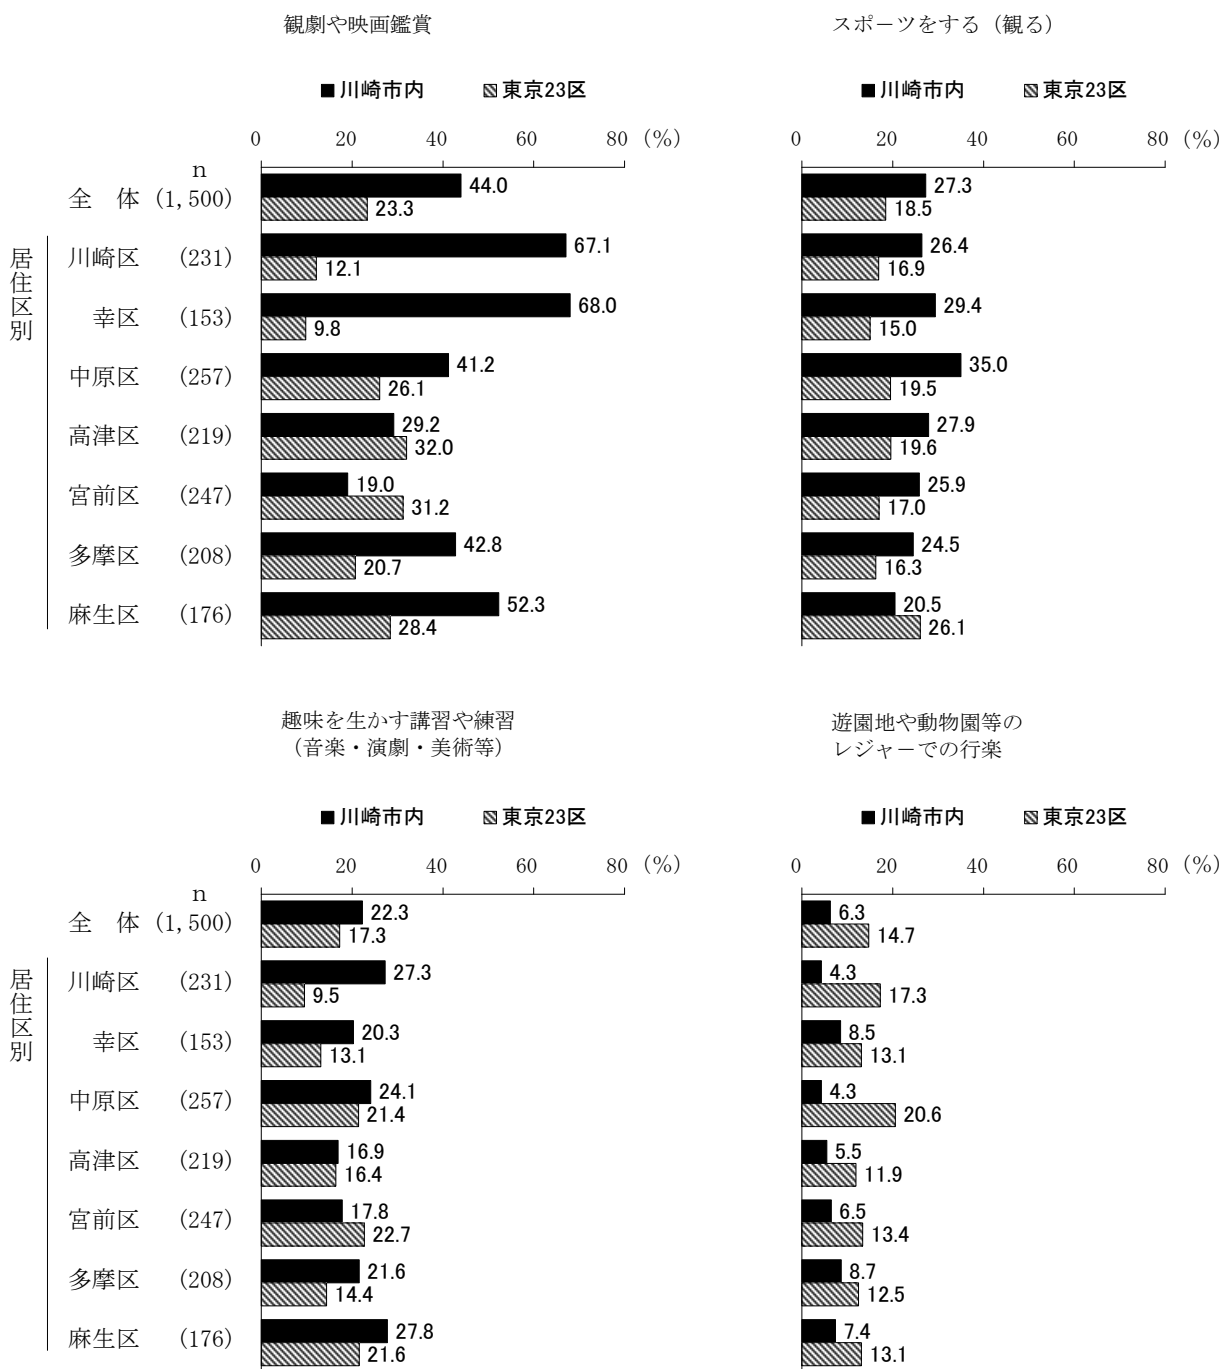 観劇や映画鑑賞
■川崎市内 東京23区
0 20 40 60 80 (%)
n
全 体 (1,500) 44.0
23.3
居住区別
川崎区 (231) 67.1
12.1
幸区 (153) 68.0
9.8
中原区 (257) 41.2
26.1
高津区 (219) 29.2
32.0
宮前区 (247) 19.0
31.2
多摩区 (208) 42.8
20.7
麻生区 (176) 52.3
28.4
スポーツをする（観る）
■川崎市内 東京23区
0 20 40 60 80 (%)
27.3
18.5
26.4
16.9
29.4
15.0
35.0
19.5
27.9
19.6
25.9
17.0
24.5
16.3
20.5
26.1
趣味を生かす講習や練習
（音楽・演劇・美術等）
■川崎市内 東京23区
0 20 40 60 80 (%)
n
全 体 (1,500) 22.3
17.3
居住区別
川崎区 (231) 27.3
9.5
幸区 (153) 20.3
13.1
中原区 (257) 24.1
21.4
高津区 (219) 16.9
16.4
宮前区 (247) 17.8
22.7
多摩区 (208) 21.6
14.4
麻生区 (176) 27.8
21.6
遊園地や動物園等の
レジャーでの行楽
■川崎市内 東京23区
0 20 40 60 80 (%)
6.3
14.7
4.3
17.3
8.5
13.1
4.3
20.6
5.5
11.9
6.5
13.4
8.7
12.5
7.4
13.1